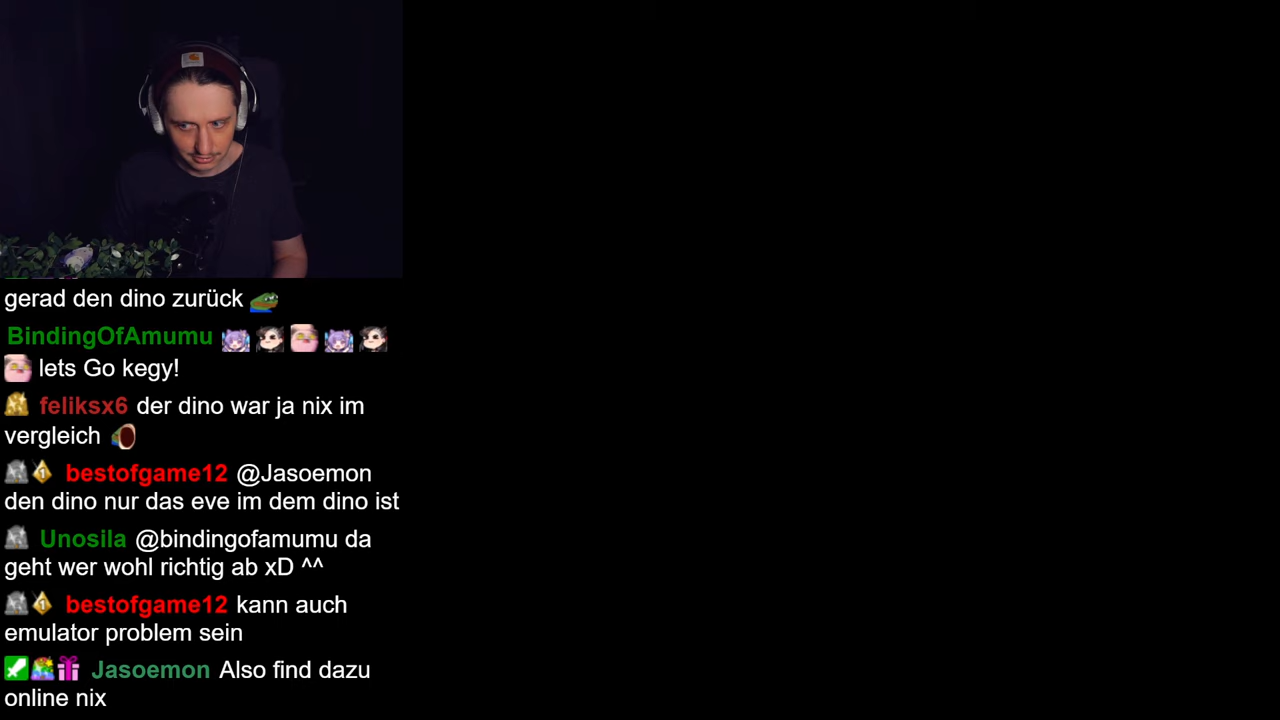 gerad den dino zurück
BindingOfAmumu
lets Go kegy!
feliksx6 der dino war ja nix im
vergleich
bestofgame12 @Jasoemon
den dino nur das eve im dem dino ist
Unosila @bindingofamumu da
geht wer wohl richtig ab xD ^^
bestofgame12 kann auch
emulator problem sein
Jasoemon Also find dazu
online nix